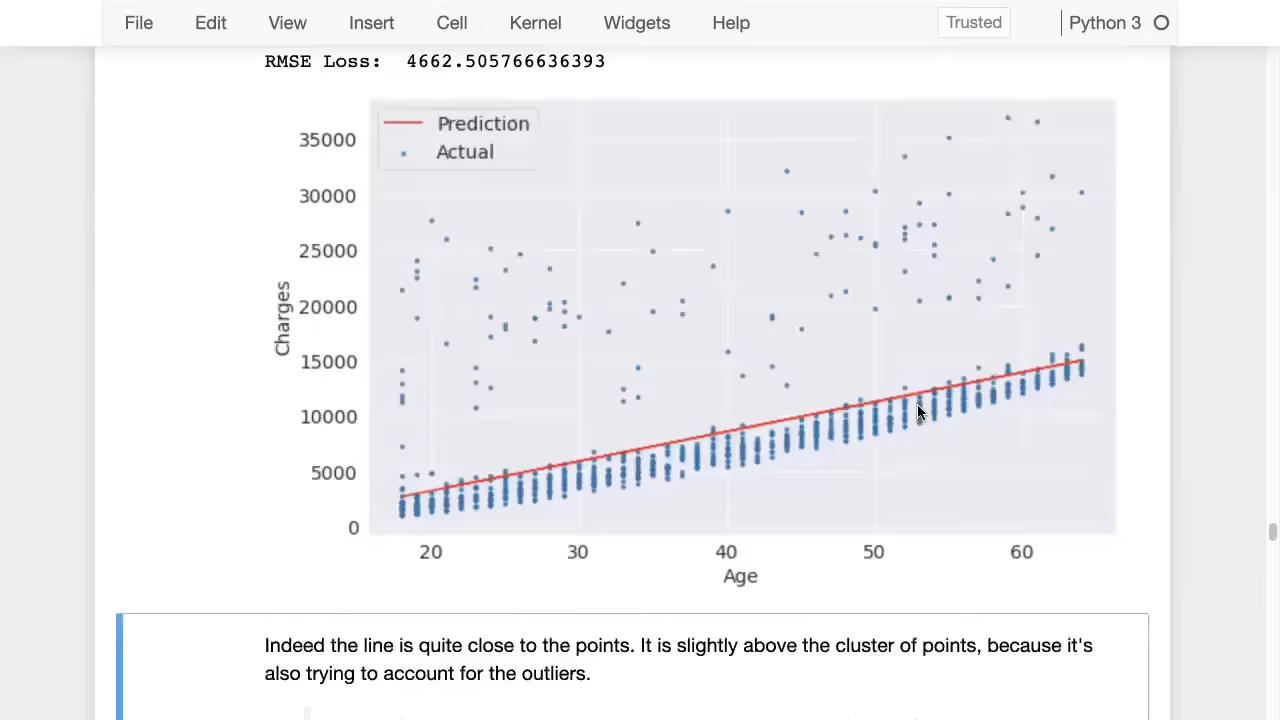 File Edit View Insert Cell Kernel Widgets Help Trusted Python 3
RMSE Loss: 4662.505766636393
Prediction
Actual
35000
30000
25000
20000
15000
10000
5000
0
Charges
20 30 40 50 60
Age
Indeed the line is quite close to the points. It is slightly above the cluster of points, because it's
also trying to account for the outliers.